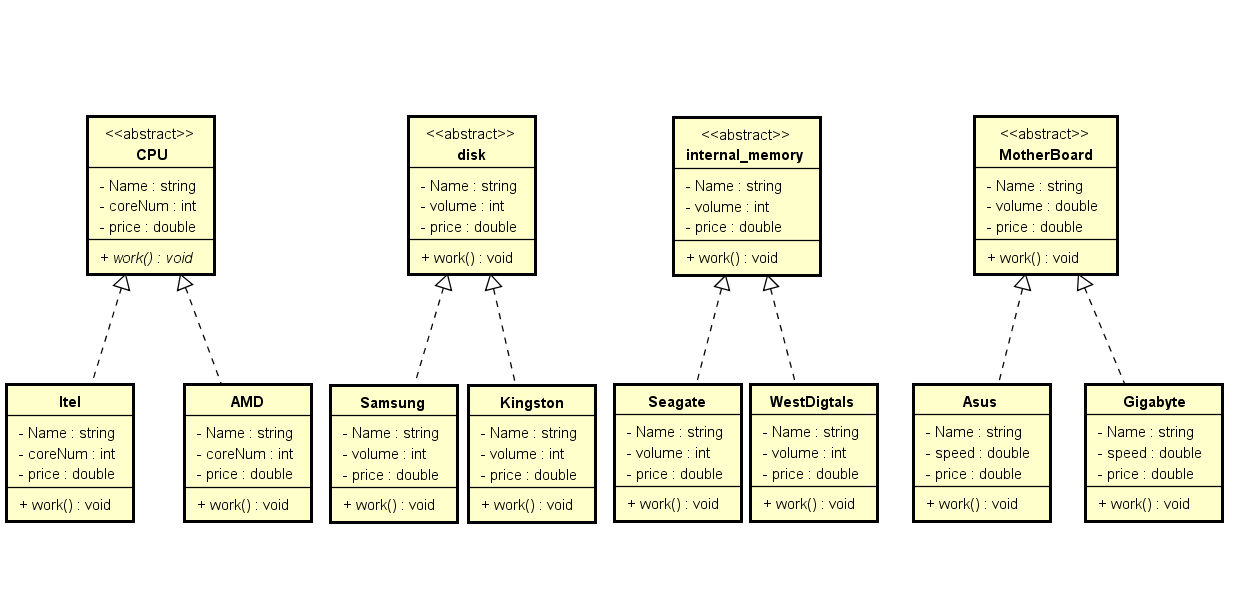 <<abstract>>
CPU
- Name : string
- coreNum : int
- price : double
+ work() : void
<<abstract>>
disk
- Name : string
- volume : int
- price : double
+ work() : void
<<abstract>>
internal_memory
- Name : string
- volume : int
- price : double
+ work() : void
<<abstract>>
MotherBoard
- Name : string
- volume : double
- price : double
+ work() : void
Itel
- Name : string
- coreNum : int
- price : double
+ work() : void
AMD
- Name : string
- coreNum : int
- price : double
+ work() : void
Samsung
- Name : string
- volume : int
- price : double
+ work() : void
Kingston
- Name : string
- volume : int
- price : double
+ work() : void
Seagate
- Name : string
- volume : int
- price : double
+ work() : void
WestDigtals
- Name : string
- volume : int
- price : double
+ work() : void
Asus
- Name : string
- speed : double
- price : double
+ work() : void
Gigabyte
- Name : string
- speed : double
- price : double
+ work() : void